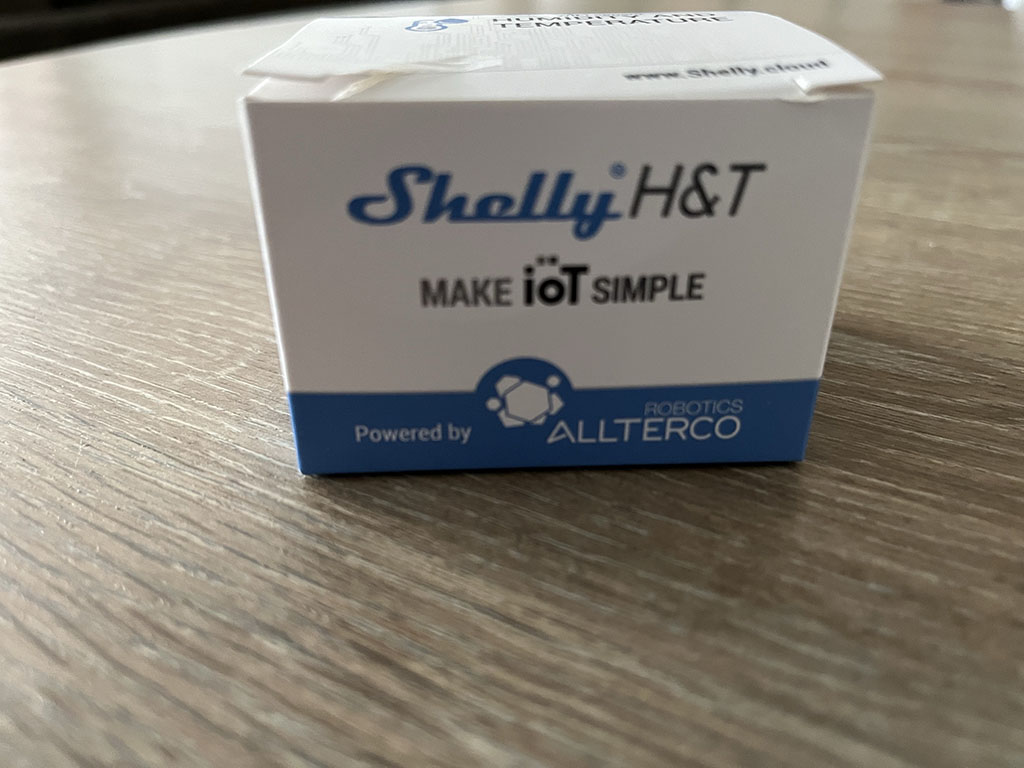 HUMIDITY AND
TEMPERATURE
www.Shelly.cloud
Shelly® H&T
MAKE iOT SIMPLE
Powered by
ROBOTICS
ALLTERCO